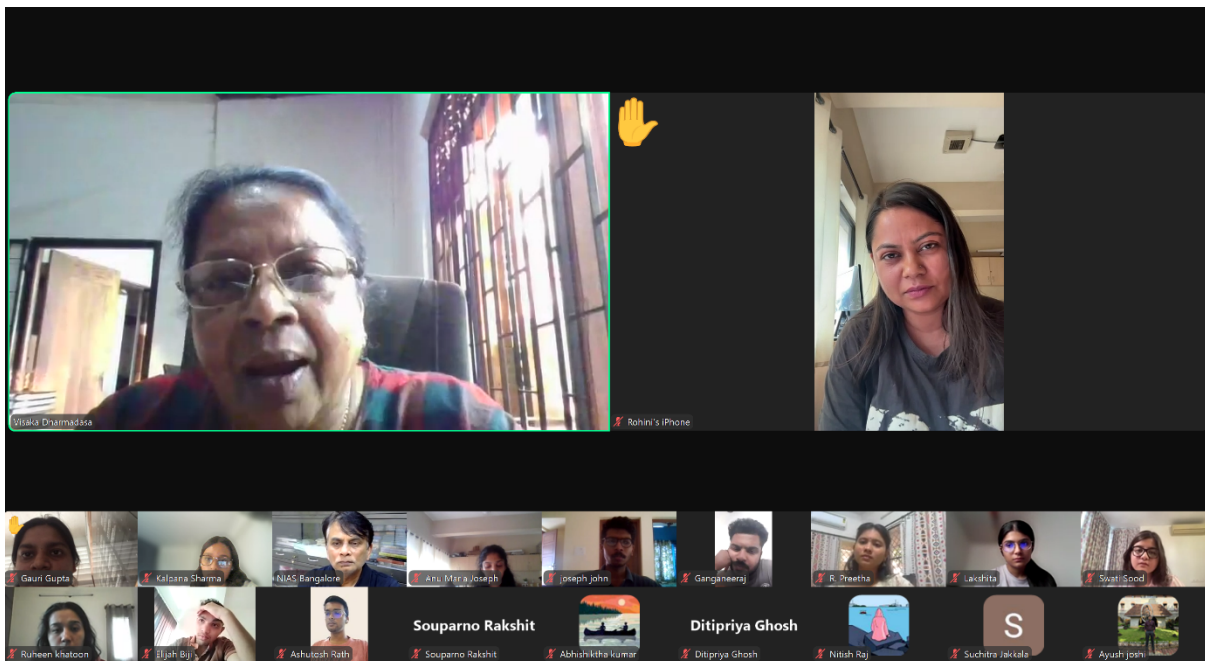 Visaka Dharmadasa
Rohini's iPhone
Gauri Gupta
Kalpana Sharma
NIAS Bangalore
Anu Maria Joseph
joseph john
Ganganeeraj
R. Preetha
Lakshita
Swati Sood
Souparno Rakshit
Ditipriya Ghosh
S
Ruheen khatoon
Elijah Biji
Ashutosh Rath
Souparno Rakshit
Abhishiktha kumar
Ditipriya Ghosh
Nitish Raj
Suchitra Jakkala
Ayush joshi